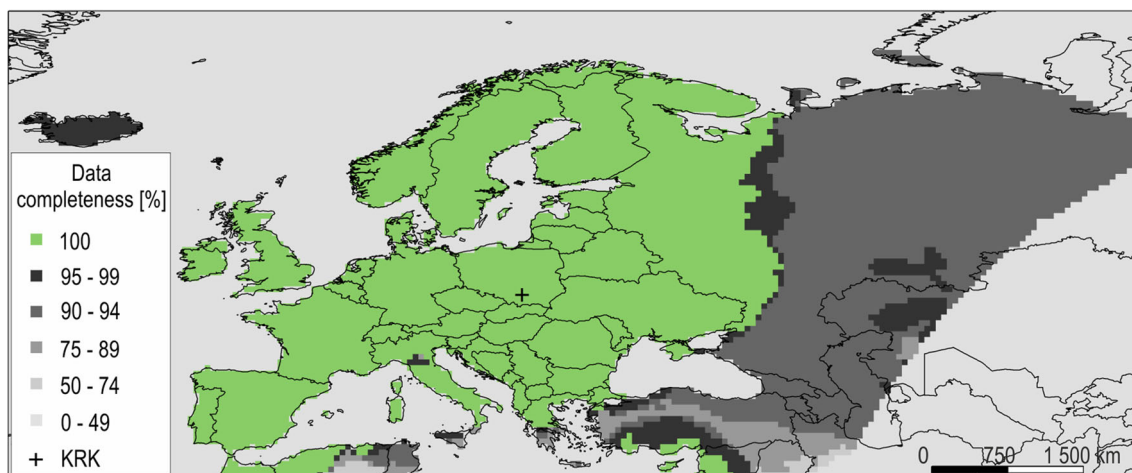 Data
completeness [%]
100
95 - 99
90 - 94
75 - 89
50 - 74
0 - 49
KRK
0 750 1 500 km